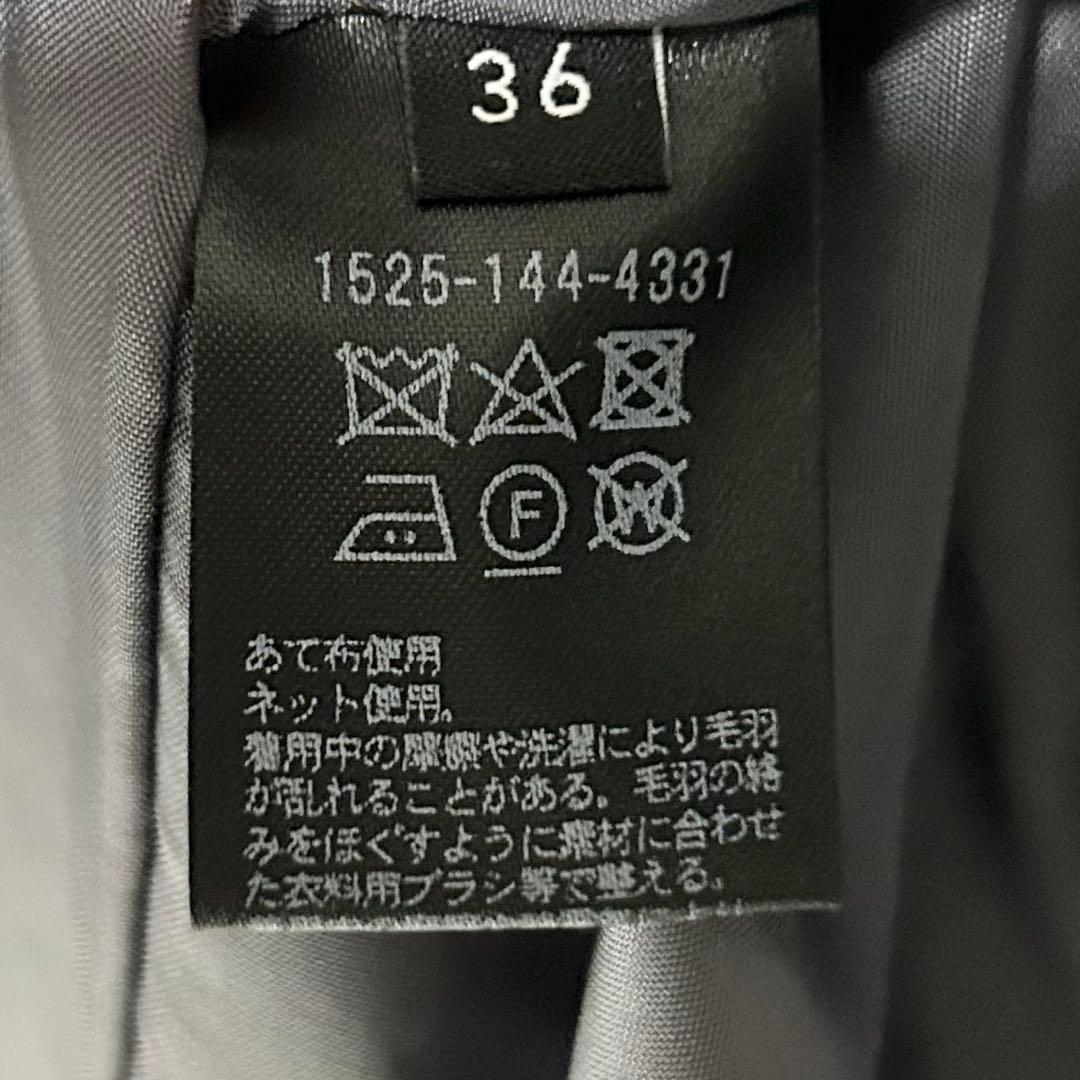 36
1525-144-4331
F
W
あて布使用
ネット使用。
着用中の摩擦や洗濯により毛羽
が乱れることがある。毛羽の絡
みをほぐすように素材に合わせ
た衣料用ブラシ等で整える。